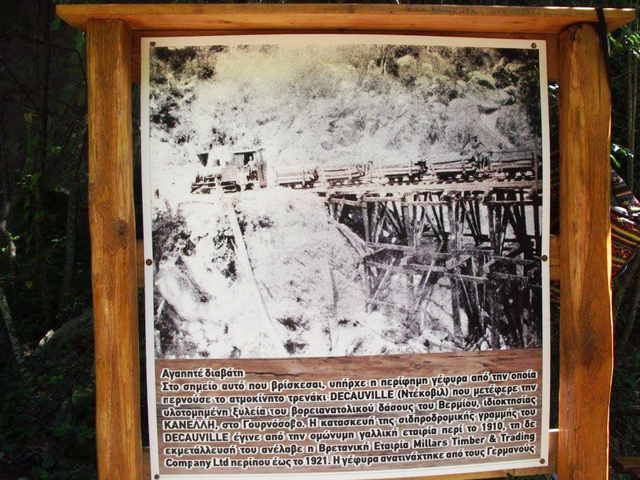 Αγαπητέ διαβάτη
Στο σημείο αυτό που βρίσκεσαι, υπήρχε η περίφημη γέφυρα από την οποία
περνούσε το ατμοκίνητο τρενάκι DECAUVILLE (Ντεκοβίλ) που μετέφερε την
υλοτομημένη ξυλεία του βορειανατολικού δάσους του Βερμίου, ιδιοκτησίας
ΚΑΝΕΛΛΗ, στο Γουρνόσοβο. Η κατασκευή της σιδηροδρομικής γραμμής του
DECAUVILLE έγινε από την ομώνυμη γαλλική εταιρία περί το 1910, τη δε
εκμετάλλευσή του ανέλαβε η Βρετανική Εταιρία Millars Timber & Trading
Company Ltd περίπου έως το 1921. Η γέφυρα ανατινάχτηκε από τους Γερμανούς